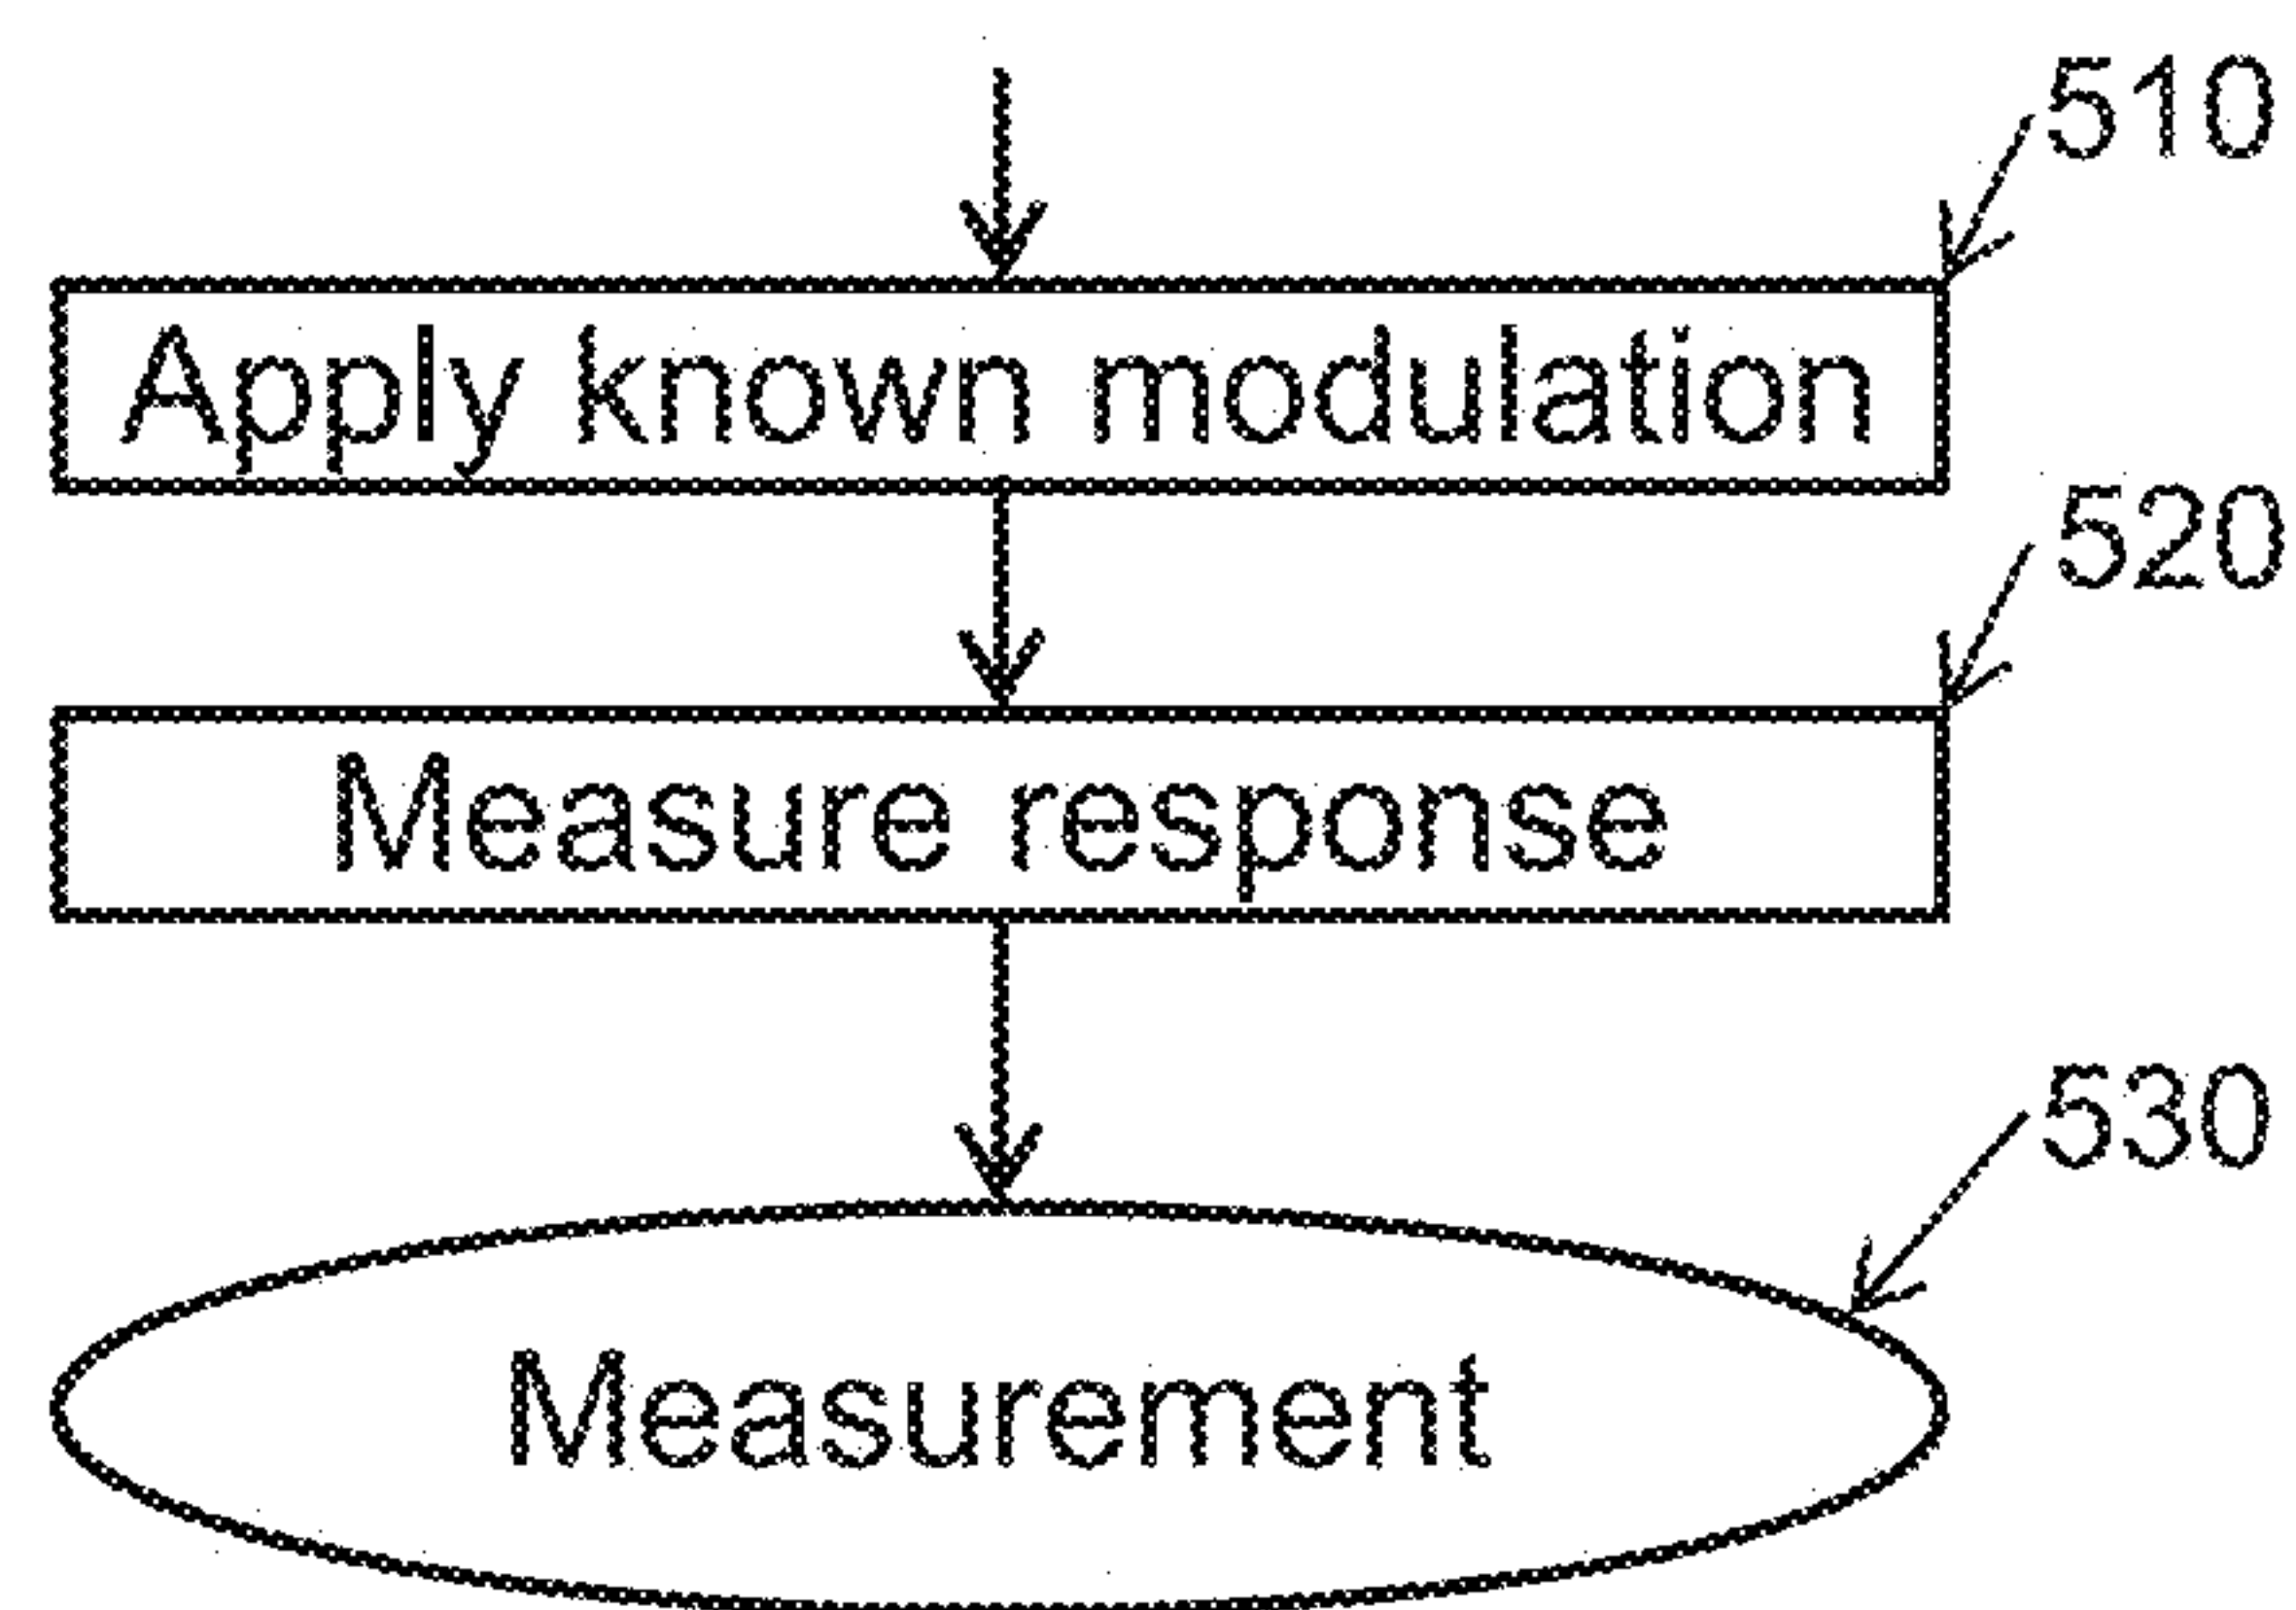 510
Apply known modulation
520
Measure response
530
Measurement